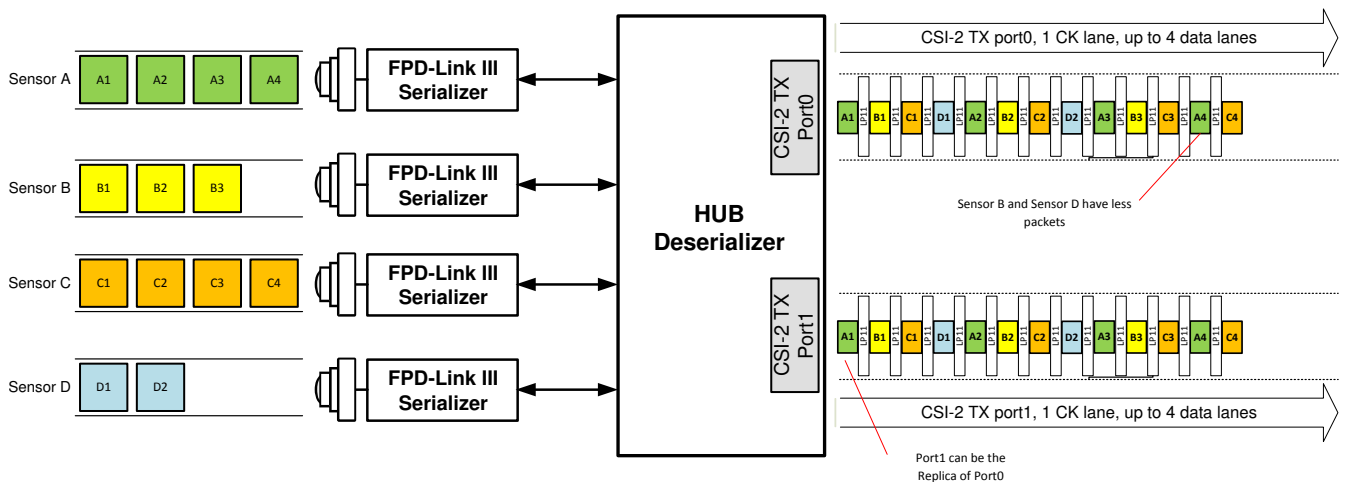 Sensor A
A1 A2 A3 A4
FPD-Link III
Serializer
Sensor B
B1 B2 B3
FPD-Link III
Serializer
Sensor C
C1 C2 C3 C4
FPD-Link III
Serializer
Sensor D
D1 D2
FPD-Link III
Serializer
HUB
Deserializer
CSI-2 TX
Port0
CSI-2 TX
Port1
CSI-2 TX port0, 1 CK lane, up to 4 data lanes
A1 LP11 B1 LP11 C1 LP11 D1 LP11 A2 LP11 B2 LP11 C2 LP11 D2 LP11 A3 LP11 B3 LP11 C3 LP11 A4 LP11 C4
Sensor B and Sensor D have less
packets
A1 LP11 B1 LP11 C1 LP11 D1 LP11 A2 LP11 B2 LP11 C2 LP11 D2 LP11 A3 LP11 B3 LP11 C3 LP11 A4 LP11 C4
CSI-2 TX port1, 1 CK lane, up to 4 data lanes
Port1 can be the
Replica of Port0